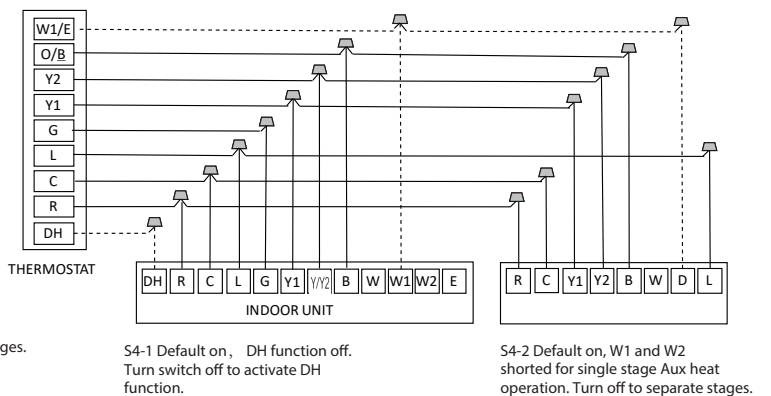 W1/E
O/B
Y2
Y1
G
L
C
R
DH
THERMOSTAT
DH R C L G Y1 Y/Y2 B W W1 W2 E
INDOOR UNIT
R C Y1 Y2 B W D L
ges.
S4-1 Default on， DH function off.
Turn switch off to activate DH
function.
S4-2 Default on, W1 and W2
shorted for single stage Aux heat
operation. Turn off to separate stages.